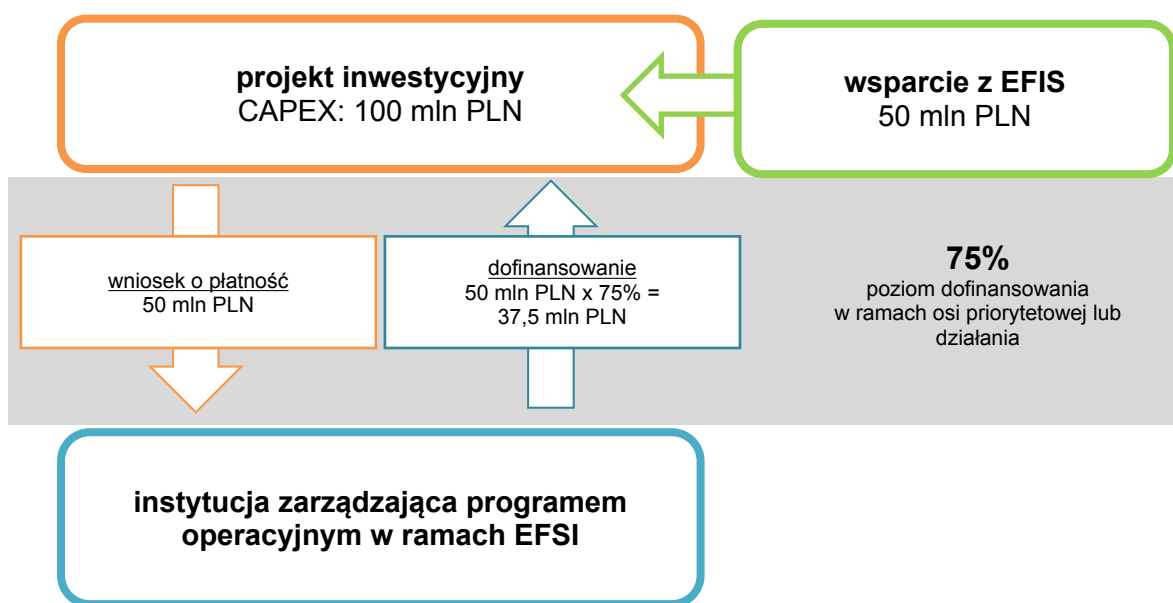 projekt inwestycyjny
CAPEX: 100 mln PLN
wsparcie z EFIS
50 mln PLN
wniosek o płatność
50 mln PLN
dofinansowanie
50 mln PLN x 75% =
37,5 mln PLN
75%
poziom dofinansowania
w ramach osi priorytetowej lub
działania
instytucja zarządzająca programem
operacyjnym w ramach EFSI